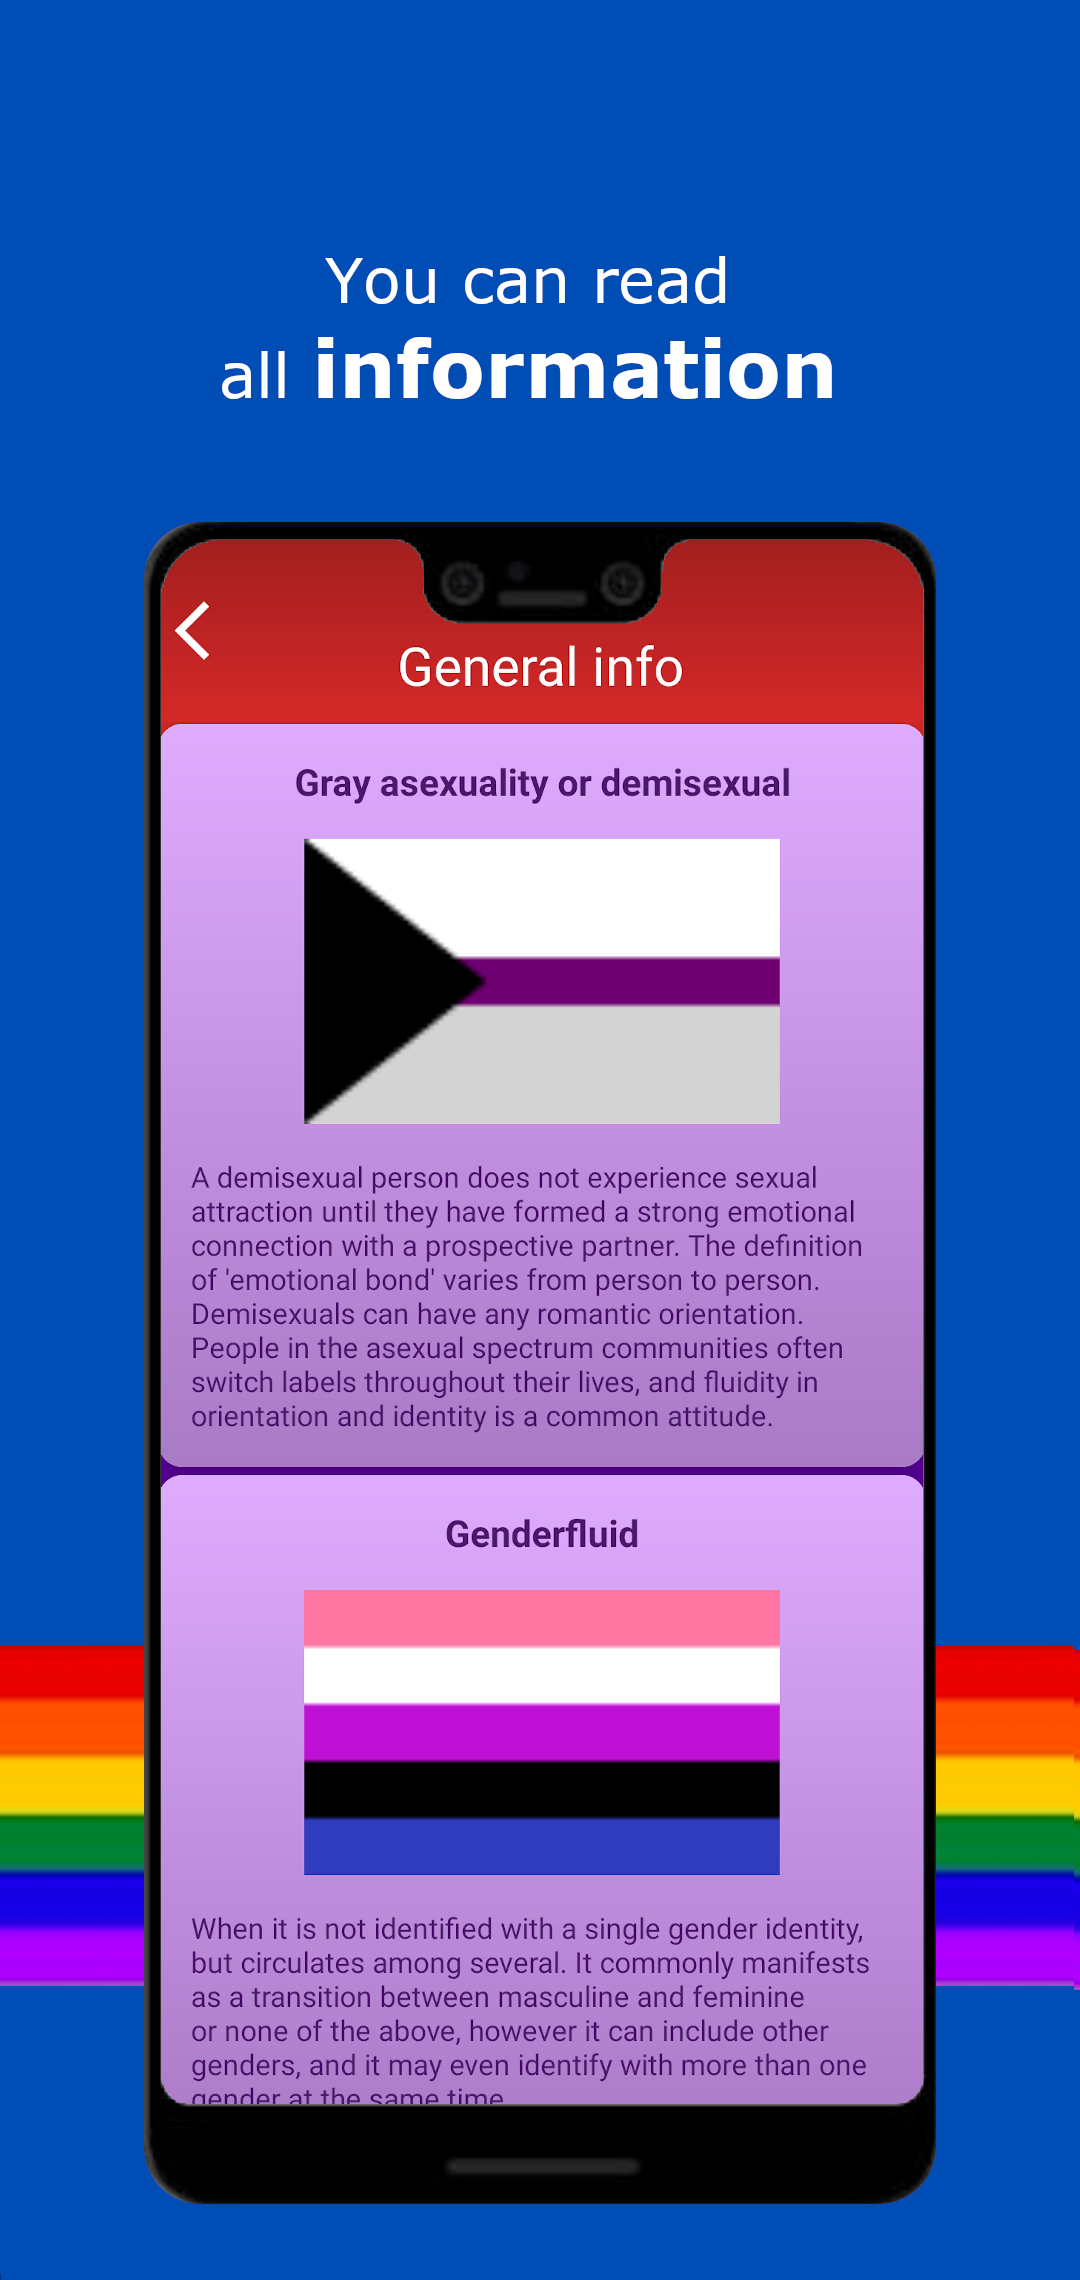 You can read
all information
General info
Gray asexuality or demisexual
A demisexual person does not experience sexual
attraction until they have formed a strong emotional
connection with a prospective partner. The definition
of 'emotional bond' varies from person to person.
Demisexuals can have any romantic orientation.
People in the asexual spectrum communities often
switch labels throughout their lives, and fluidity in
orientation and identity is a common attitude.
Genderfluid
When it is not identified with a single gender identity,
but circulates among several. It commonly manifests
as a transition between masculine and feminine
or none of the above, however it can include other
genders, and it may even identify with more than one
gender at the same time